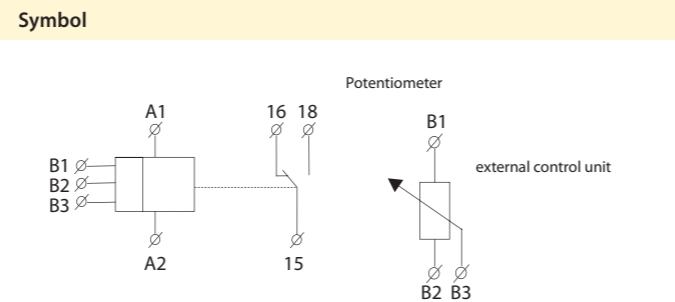 Symbol
Potentiometer
A1
16 18
B1
B1
B2
B3
external control unit
A2
15
B2 B3